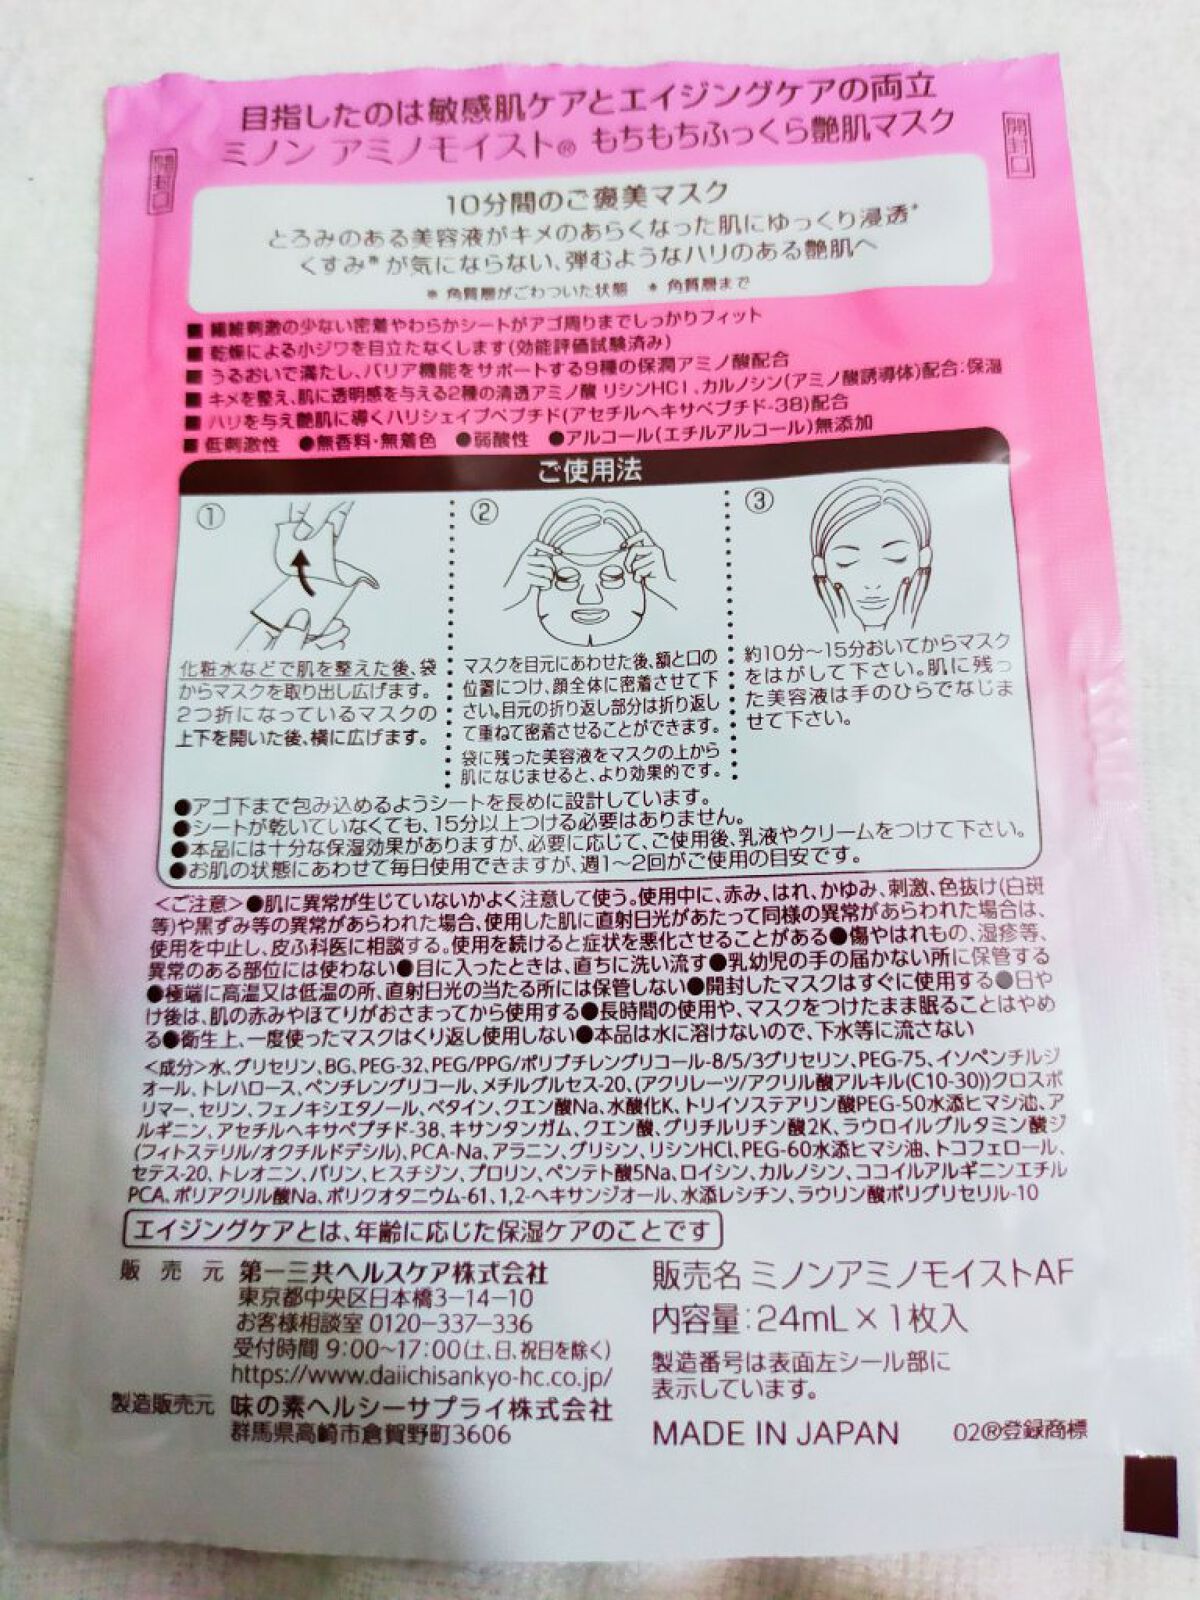 目指したのは敏感肌ケアとエイジングケアの両立
ミノン アミノモイスト® もちもちふっくら艶肌マスク
開封口
開封口
10分間のご褒美マスク
とろみのある美容液がキメのあらくなった肌にゆっくり浸透*
くすみ※が気にならない、弾むようなハリのある艶肌へ
※ 角質層がごわついた状態 * 角質層まで
■ 繊維刺激の少ない密着やわらかシートがアゴ周りまでしっかりフィット
■ 乾燥による小ジワを目立たなくします(効能評価試験済み)
■ うるおいで満たし、バリア機能をサポートする9種の保潤アミノ酸配合
■ キメを整え、肌に透明感を与える2種の清透アミノ酸 リシンHCl、カルノシン(アミノ酸誘導体)配合:保湿
■ ハリを与え艶肌に導くハリシェイプペプチド(アセチルヘキサペプチド-38)配合
■ 低刺激性 ●無香料・無着色 ●弱酸性 ●アルコール(エチルアルコール)無添加
ご使用法
①
化粧水などで肌を整えた後、袋
からマスクを取り出し広げます。
2つ折になっているマスクの
上下を開いた後、横に広げます。
②
マスクを目元にあわせた後、額と口の
位置につけ、顔全体に密着させて下
さい。目元の折り返し部分は折り返し
て重ねて密着させることができます。
袋に残った美容液をマスクの上から
肌になじませると、より効果的です。
③
約10分〜15分おいてからマスク
をはがして下さい。肌に残っ
た美容液は手のひらでなじま
せて下さい。
●アゴ下まで包み込めるようシートを長めに設計しています。
●シートが乾いていなくても、15分以上つける必要はありません。
●本品には十分な保湿効果がありますが、必要に応じて、ご使用後、乳液やクリームをつけて下さい。
●お肌の状態にあわせて毎日使用できますが、週1〜2回がご使用の目安です。
<ご注意>●肌に異常が生じていないかよく注意して使う。使用中に、赤み、はれ、かゆみ、刺激、色抜け(白斑
等)や黒ずみ等の異常があらわれた場合、使用した肌に直射日光があたって同様の異常があらわれた場合は、
使用を中止し、皮ふ科医に相談する。使用を続けると症状を悪化させることがある●傷やはれもの、湿疹等、
異常のある部位には使わない●目に入ったときは、直ちに洗い流す●乳幼児の手の届かない所に保管する
●極端に高温又は低温の所、直射日光の当たる所には保管しない●開封したマスクはすぐに使用する●日や
け後は、肌の赤みやほてりがおさまってから使用する●長時間の使用や、マスクをつけたまま眠ることはやめ
る●衛生上、一度使ったマスクはくり返し使用しない●本品は水に溶けないので、下水等に流さない
<成分>水、グリセリン、BG、PEG-32、PEG/PPG/ポリブチレングリコール-8/5/3グリセリン、PEG-75、イソペンチルジ
オール、トレハロース、ペンチレングリコール、メチルグルセス-20、(アクリレーツ/アクリル酸アルキル(C10-30))クロスポ
リマー、セリン、フェノキシエタノール、ベタイン、クエン酸Na、水酸化K、トリイソステアリン酸PEG-50水添ヒマシ油、ア
ルギニン、アセチルヘキサペプチド-38、キサンタンガム、クエン酸、グリチルリチン酸2K、ラウロイルグルタミン酸ジ
(フィトステリル/オクチルドデシル)、PCA-Na、アラニン、グリシン、リシンHCl、PEG-60水添ヒマシ油、トコフェロール、
セテス-20、トレオニン、バリン、ヒスチジン、プロリン、ペンテト酸5Na、ロイシン、カルノシン、ココイルアルギニンエチル
PCA、ポリアクリル酸Na、ポリクオタニウム-61、1,2-ヘキサンジオール、水添レシチン、ラウリン酸ポリグリセリル-10
エイジングケアとは、年齢に応じた保湿ケアのことです
販売元 第一三共ヘルスケア株式会社
東京都中央区日本橋3-14-10
お客様相談室 0120-337-336
受付時間 9:00〜17:00(土、日、祝日を除く)
https://www.daiichisankyo-hc.co.jp/
製造販売元 味の素ヘルシーサプライ株式会社
群馬県高崎市倉賀野町3606
販売名 ミノンアミノモイストAF
内容量:24mL×1枚入
製造番号は表面左シール部に
表示しています。
MADE IN JAPAN 02®登録商標